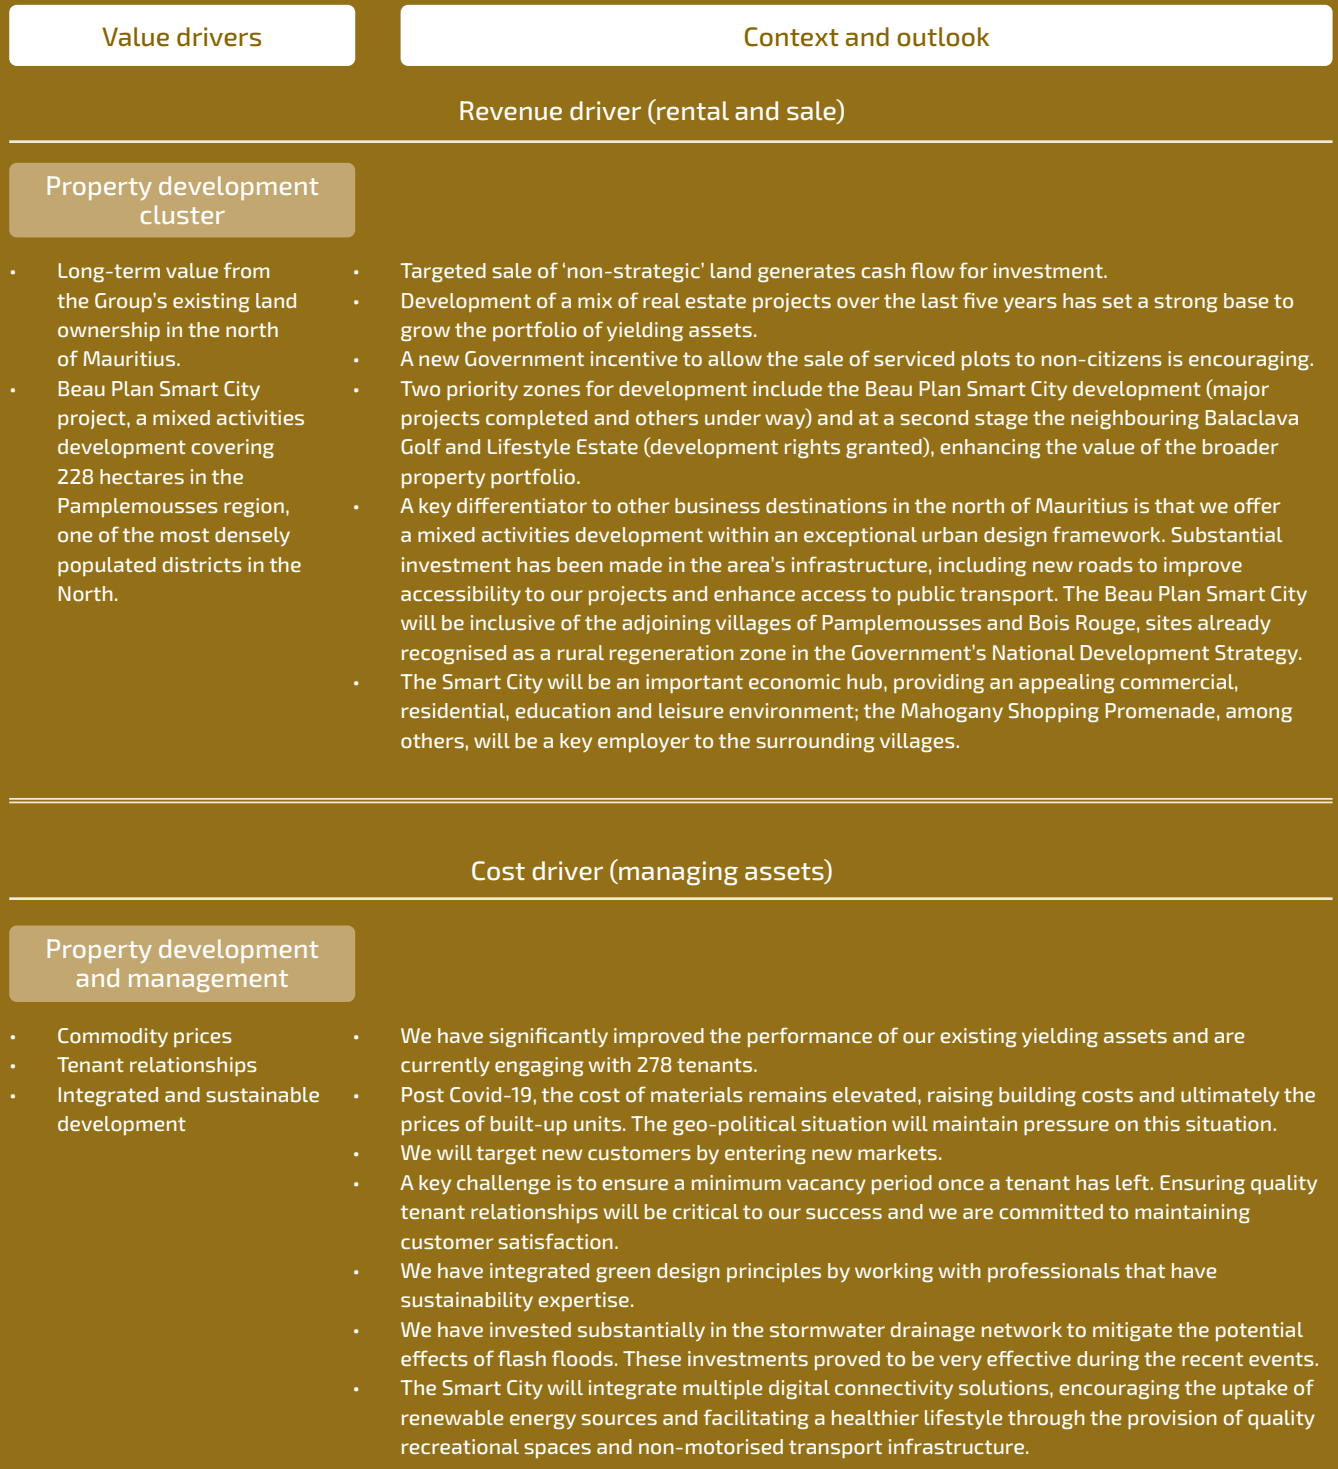 Value drivers
Context and outlook
Revenue driver (rental and sale)
Property development
cluster
• Long-term value from
the Group's existing land
ownership in the north
of Mauritius.
• Beau Plan Smart City
project, a mixed activities
development covering
228 hectares in the
Pamplemousses region,
one of the most densely
populated districts in the
North.
• Targeted sale of ‘non-strategic’ land generates cash flow for investment.
• Development of a mix of real estate projects over the last five years has set a strong base to
grow the portfolio of yielding assets.
• A new Government incentive to allow the sale of serviced plots to non-citizens is encouraging.
• Two priority zones for development include the Beau Plan Smart City development (major
projects completed and others under way) and at a second stage the neighbouring Balaclava
Golf and Lifestyle Estate (development rights granted), enhancing the value of the broader
property portfolio.
• A key differentiator to other business destinations in the north of Mauritius is that we offer
a mixed activities development within an exceptional urban design framework. Substantial
investment has been made in the area's infrastructure, including new roads to improve
accessibility to our projects and enhance access to public transport. The Beau Plan Smart City
will be inclusive of the adjoining villages of Pamplemousses and Bois Rouge, sites already
recognised as a rural regeneration zone in the Government's National Development Strategy.
• The Smart City will be an important economic hub, providing an appealing commercial,
residential, education and leisure environment; the Mahogany Shopping Promenade, among
others, will be a key employer to the surrounding villages.
Cost driver (managing assets)
Property development
and management
• Commodity prices
• Tenant relationships
• Integrated and sustainable
development
• We have significantly improved the performance of our existing yielding assets and are
currently engaging with 278 tenants.
• Post Covid-19, the cost of materials remains elevated, raising building costs and ultimately the
prices of built-up units. The geo-political situation will maintain pressure on this situation.
• We will target new customers by entering new markets.
• A key challenge is to ensure a minimum vacancy period once a tenant has left. Ensuring quality
tenant relationships will be critical to our success and we are committed to maintaining
customer satisfaction.
• We have integrated green design principles by working with professionals that have
sustainability expertise.
• We have invested substantially in the stormwater drainage network to mitigate the potential
effects of flash floods. These investments proved to be very effective during the recent events.
• The Smart City will integrate multiple digital connectivity solutions, encouraging the uptake of
renewable energy sources and facilitating a healthier lifestyle through the provision of quality
recreational spaces and non-motorised transport infrastructure.